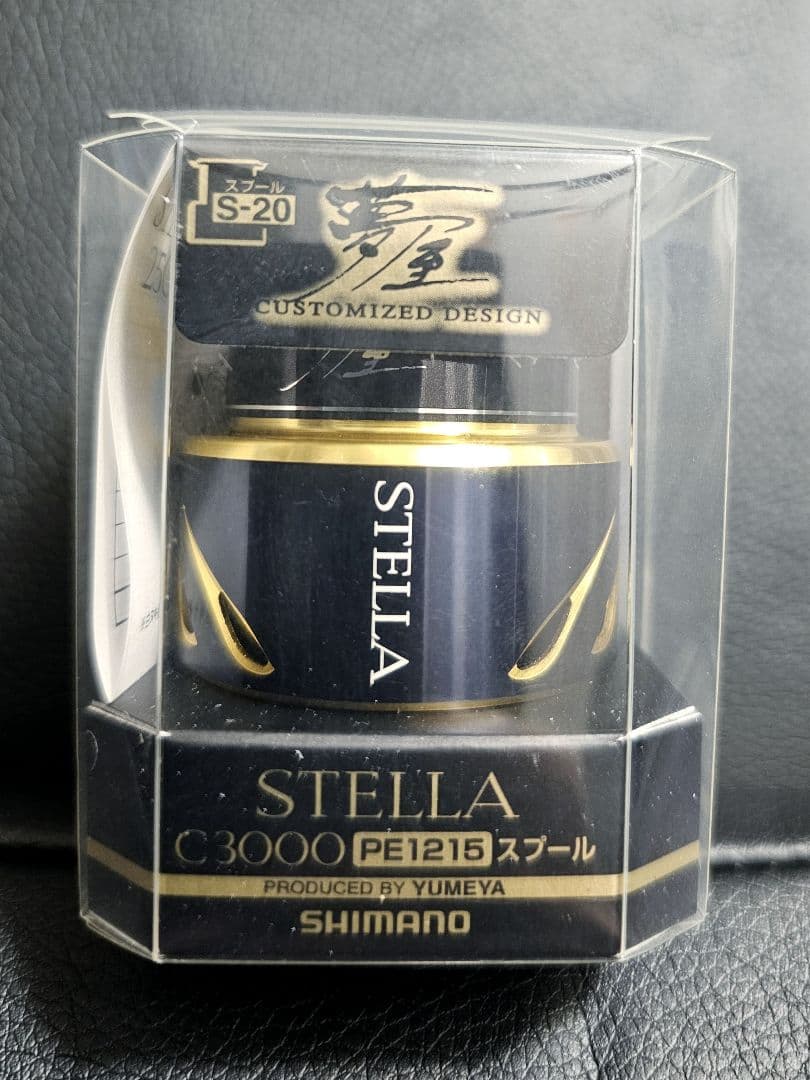 スプール
S-20
夢屋
CUSTOMIZED DESIGN
STELLA
STELLA
C3000 PE1215 スプール
PRODUCED BY YUMEYA
SHIMANO